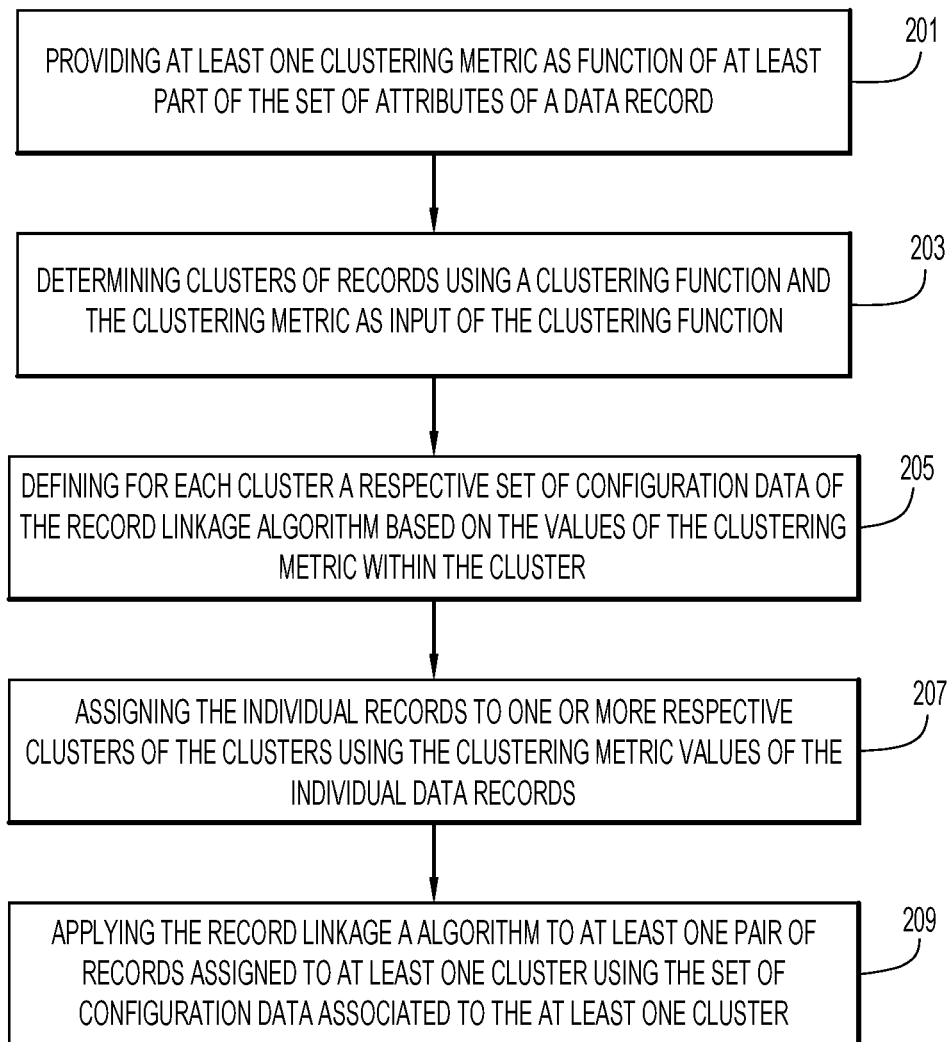 PROVIDING AT LEAST ONE CLUSTERING METRIC AS FUNCTION OF AT LEAST
PART OF THE SET OF ATTRIBUTES OF A DATA RECORD
201
DETERMINING CLUSTERS OF RECORDS USING A CLUSTERING FUNCTION AND
THE CLUSTERING METRIC AS INPUT OF THE CLUSTERING FUNCTION
203
DEFINING FOR EACH CLUSTER A RESPECTIVE SET OF CONFIGURATION DATA OF
THE RECORD LINKAGE ALGORITHM BASED ON THE VALUES OF THE CLUSTERING
METRIC WITHIN THE CLUSTER
205
ASSIGNING THE INDIVIDUAL RECORDS TO ONE OR MORE RESPECTIVE
CLUSTERS OF THE CLUSTERS USING THE CLUSTERING METRIC VALUES OF THE
INDIVIDUAL DATA RECORDS
207
APPLYING THE RECORD LINKAGE A ALGORITHM TO AT LEAST ONE PAIR OF
RECORDS ASSIGNED TO AT LEAST ONE CLUSTER USING THE SET OF
CONFIGURATION DATA ASSOCIATED TO THE AT LEAST ONE CLUSTER
209